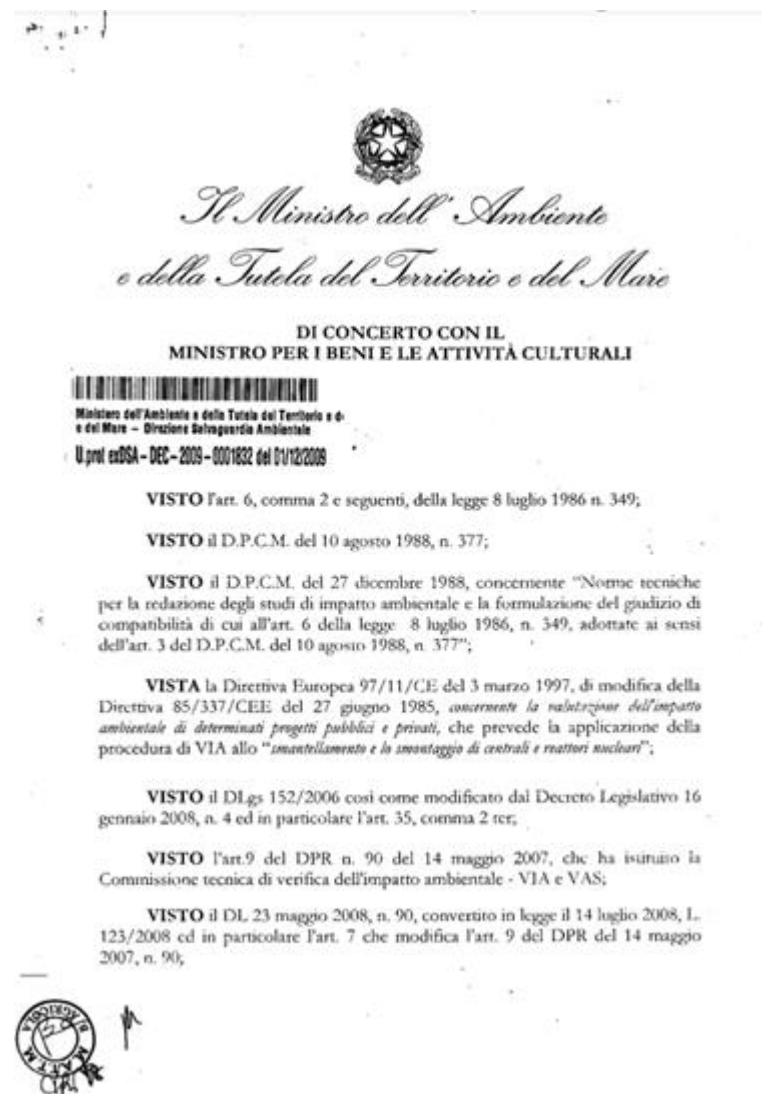 Il Ministro dell'Ambiente
e della Tutela del Territorio e del Mare
DI CONCERTO CON IL
MINISTRO PER I BENI E LE ATTIVITÀ CULTURALI
Ministero dell'Ambiente e della Tutela del Territorio e d
e del Mare – Direzione Salvaguardia Ambientale
U.prot exDSA – DEC – 2009 – 0001832 del 01/12/2009
VISTO l'art. 6, comma 2 e seguenti, della legge 8 luglio 1986 n. 349;
VISTO il D.P.C.M. del 10 agosto 1988, n. 377;
VISTO il D.P.C.M. del 27 dicembre 1988, concernente “Norme tecniche
per la redazione degli studi di impatto ambientale e la formulazione del giudizio di
compatibilità di cui all'art. 6 della legge 8 luglio 1986, n. 349, adottate ai sensi
dell'art. 3 del D.P.C.M. del 10 agosto 1988, n. 377”;
VISTA la Direttiva Europea 97/11/CE del 3 marzo 1997, di modifica della
Direttiva 85/337/CEE del 27 giugno 1985, concernente la valutazione dell'impatto
ambientale di determinati progetti pubblici e privati, che prevede la applicazione della
procedura di VIA allo “smantellamento e lo smontaggio di centrali e reattori nucleari”;
VISTO il DLgs 152/2006 così come modificato dal Decreto Legislativo 16
gennaio 2008, n. 4 ed in particolare l'art. 35, comma 2 ter;
VISTO l'art.9 del DPR n. 90 del 14 maggio 2007, che ha istituito la
Commissione tecnica di verifica dell'impatto ambientale - VIA e VAS;
VISTO il DL 23 maggio 2008, n. 90, convertito in legge il 14 luglio 2008, L.
123/2008 ed in particolare l'art. 7 che modifica l'art. 9 del DPR del 14 maggio
2007, n. 90;